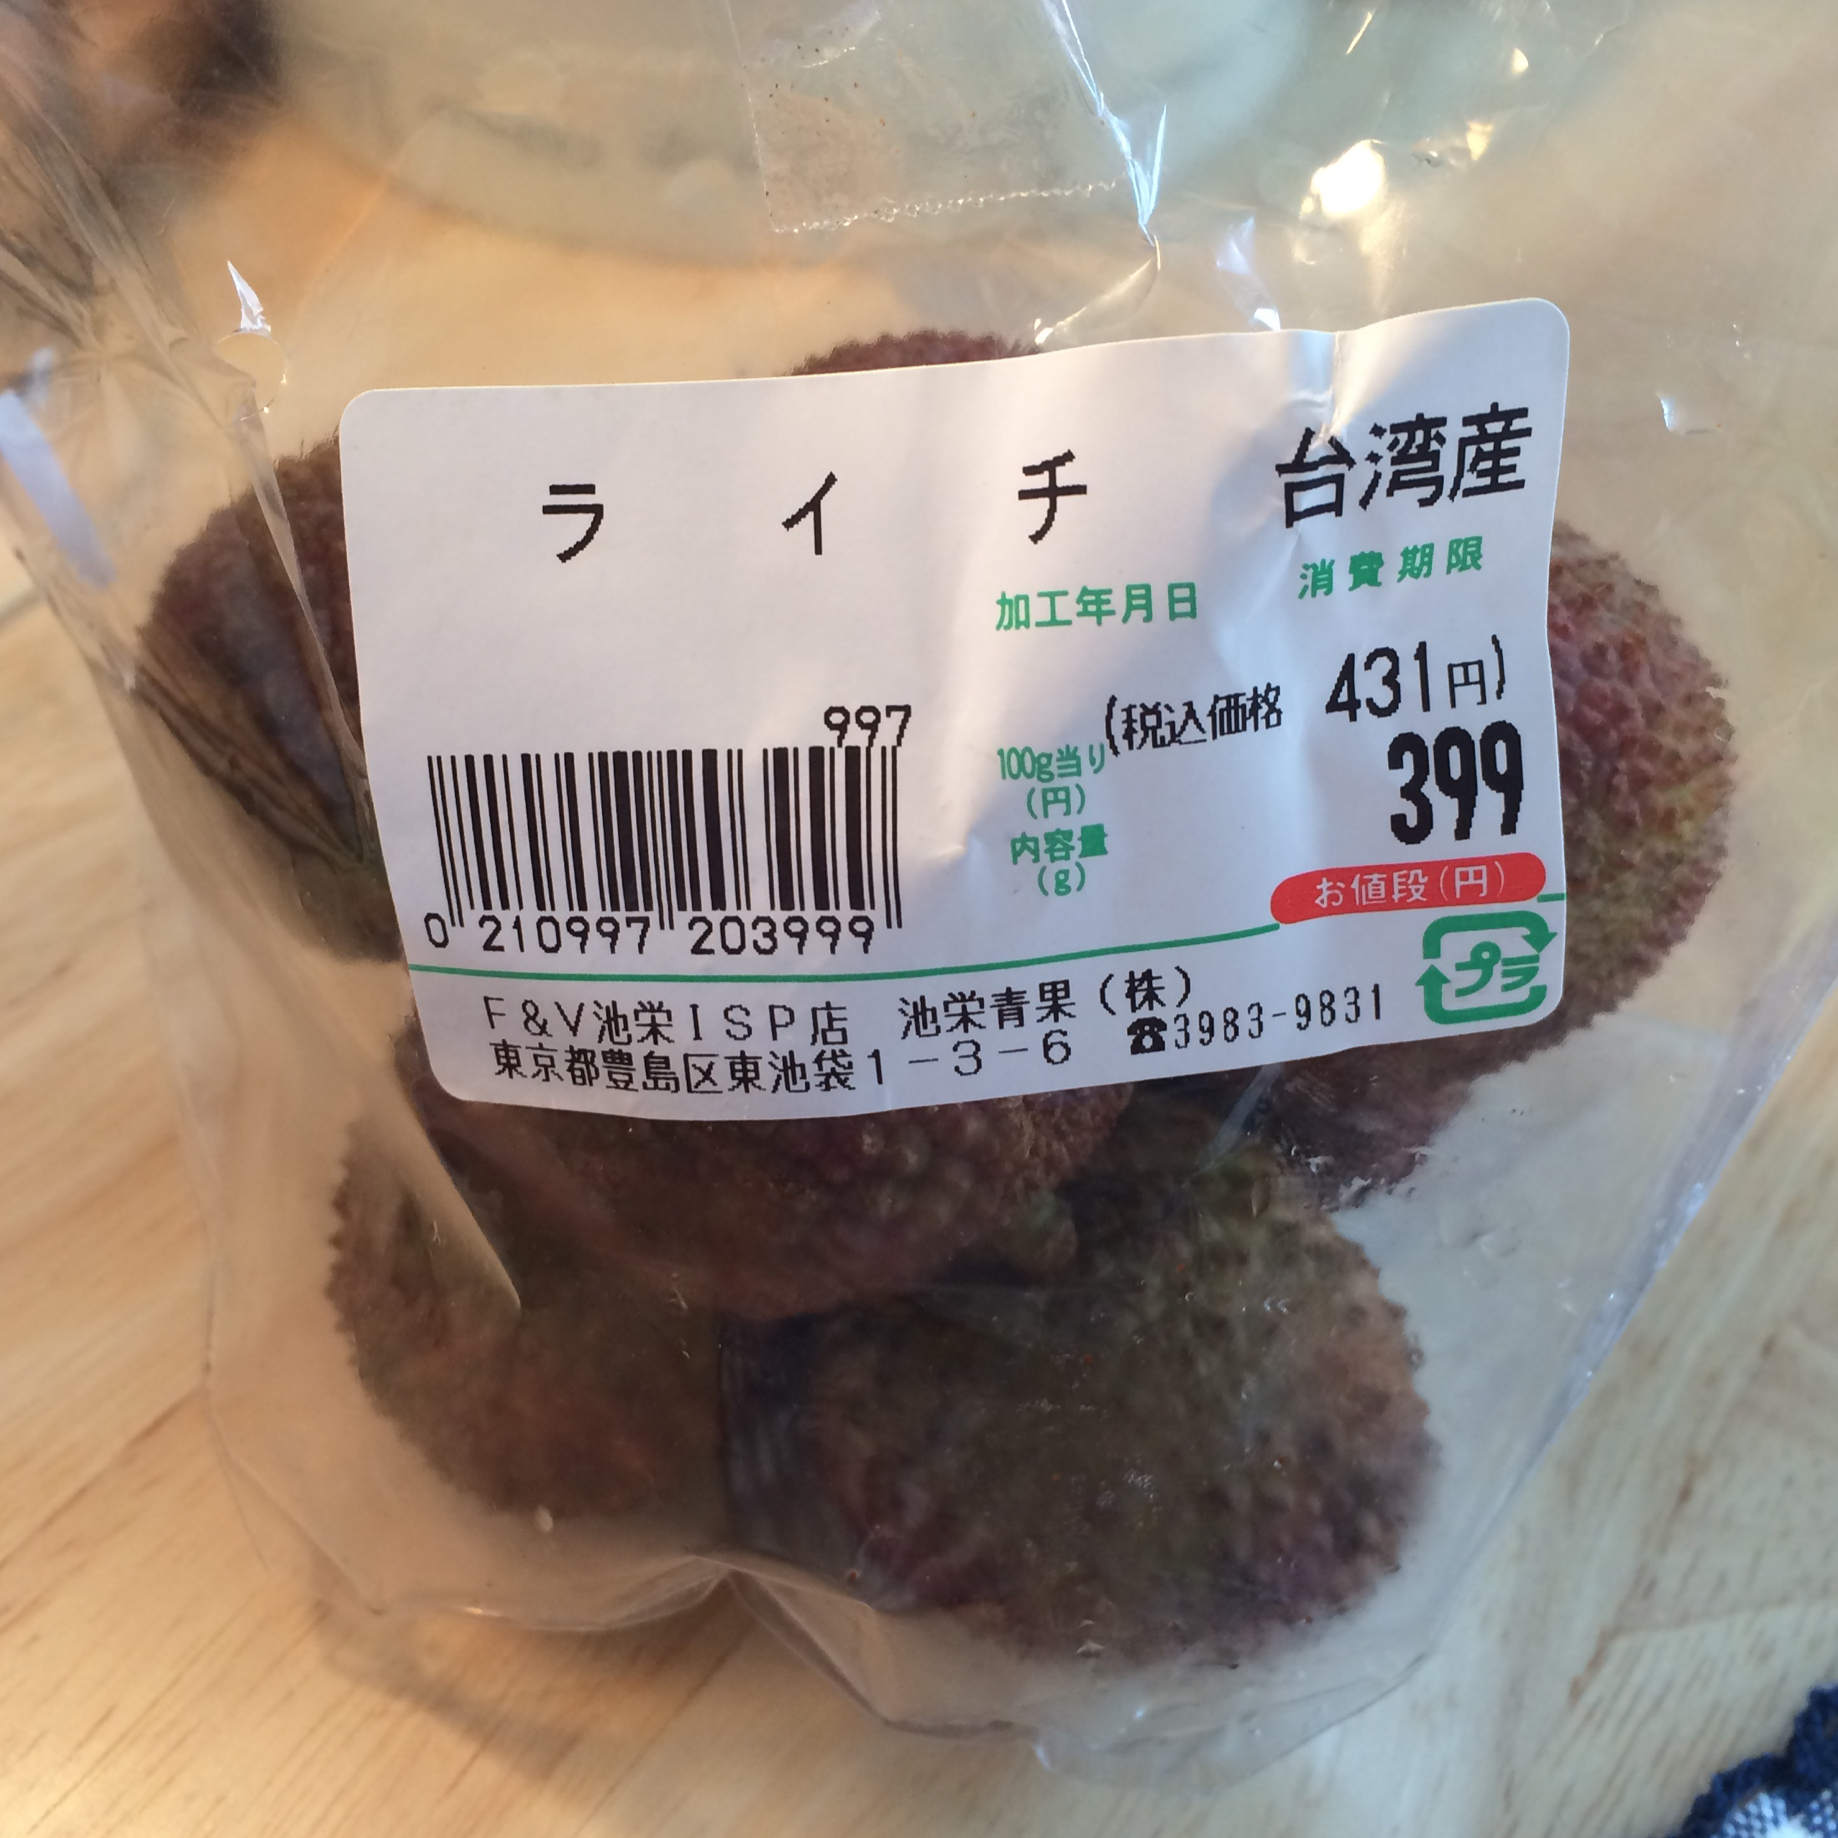 ライチ 台湾産
加工年月日 消費期限
997
(税込価格 431円)
100g当り
(円)
399
内容量
(g)
お値段(円)
0 210997 203999
プラ
F&V池栄ISP店 池栄青果(株)
東京都豊島区東池袋1-3-6 ☎3983-9831